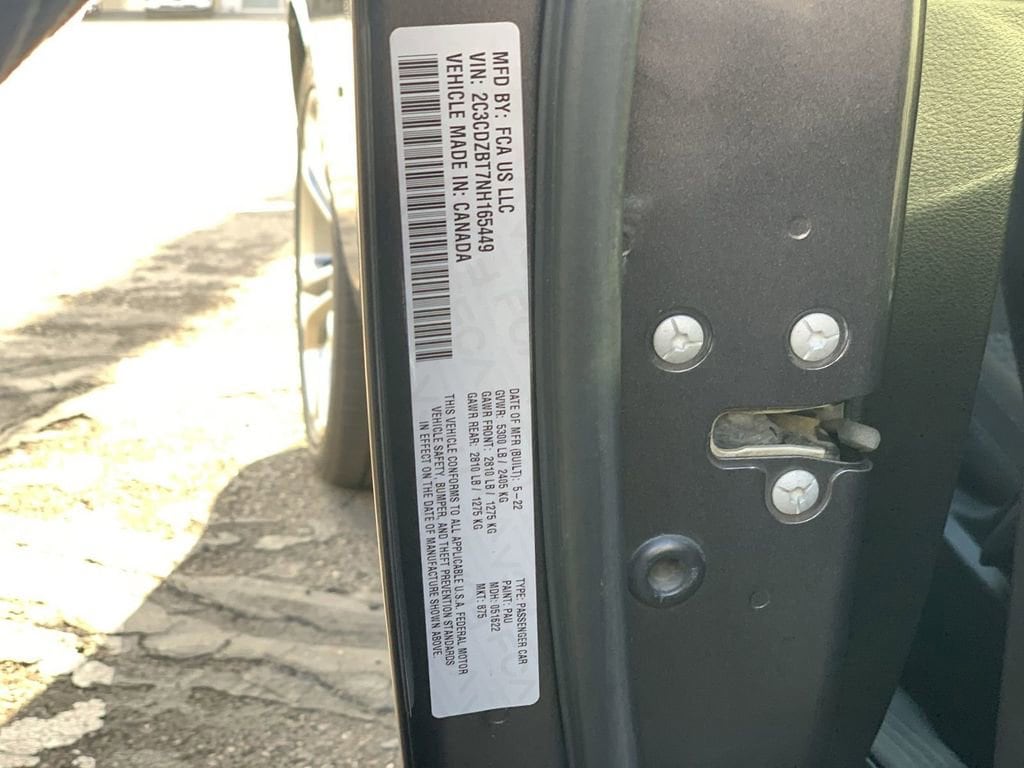 MFD BY: FCA US LLC
VIN: 2C3CDZBT7NH165449
VEHICLE MADE IN: CANADA
DATE OF MFR (BUILT): 5-22
GVWR: 5300 LB / 2405 KG
GAWR FRONT: 2810 LB / 1275 KG
GAWR REAR: 2810 LB / 1275 KG
TYPE: PASSENGER CAR
PAINT: PAU
MDH: 051622
MKT: B75
THIS VEHICLE CONFORMS TO ALL APPLICABLE U.S.A. FEDERAL MOTOR
VEHICLE SAFETY, BUMPER, AND THEFT PREVENTION STANDARDS
IN EFFECT ON THE DATE OF MANUFACTURE SHOWN ABOVE.